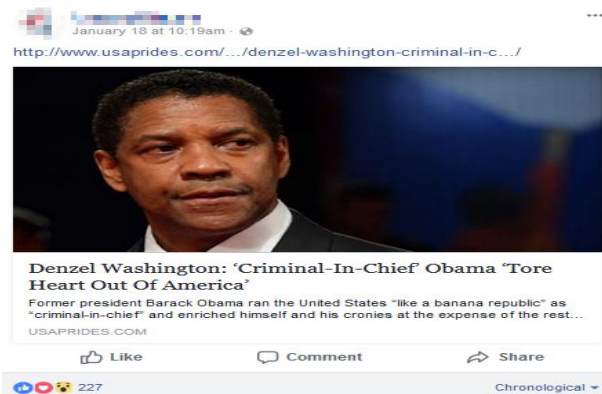 January 18 at 10:19am ·
http://www.usaprides.com/.../denzel-washington-criminal-in-c.../
Denzel Washington: ‘Criminal-In-Chief’ Obama ‘Tore
Heart Out Of America’
Former president Barack Obama ran the United States “like a banana republic” as
“criminal-in-chief” and enriched himself and his cronies at the expense of the rest...
USAPRIDES.COM
Like Comment Share
227 Chronological